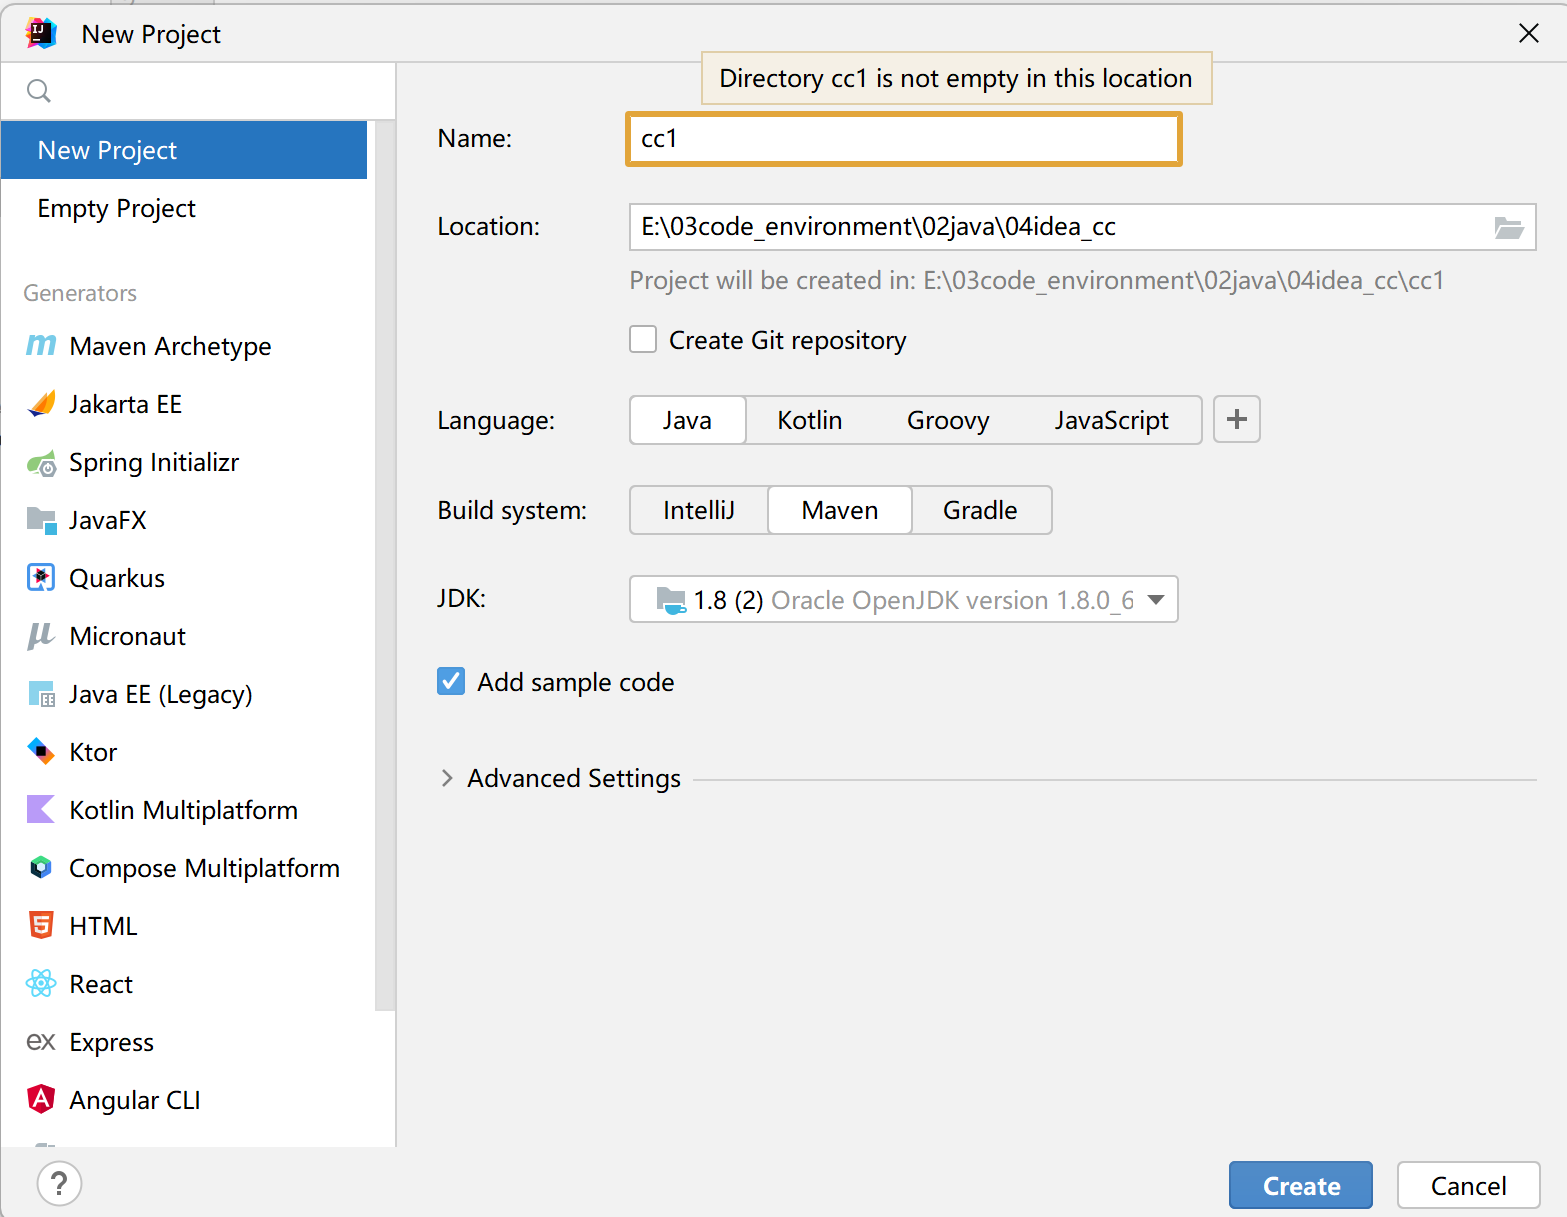 New Project
Directory cc1 is not empty in this location
New Project
Empty Project
Generators
Maven Archetype
Jakarta EE
Spring Initializr
JavaFX
Quarkus
Micronaut
Java EE (Legacy)
Ktor
Kotlin Multiplatform
Compose Multiplatform
HTML
React
ex Express
Angular CLI
Name: cc1
Location: E:\03code_environment\02java\04idea_cc
Project will be created in: E:\03code_environment\02java\04idea_cc\cc1
Create Git repository
Language: Java Kotlin Groovy JavaScript +
Build system: IntelliJ Maven Gradle
JDK: 1.8 (2) Oracle OpenJDK version 1.8.0_6
Add sample code
Advanced Settings
? Create Cancel